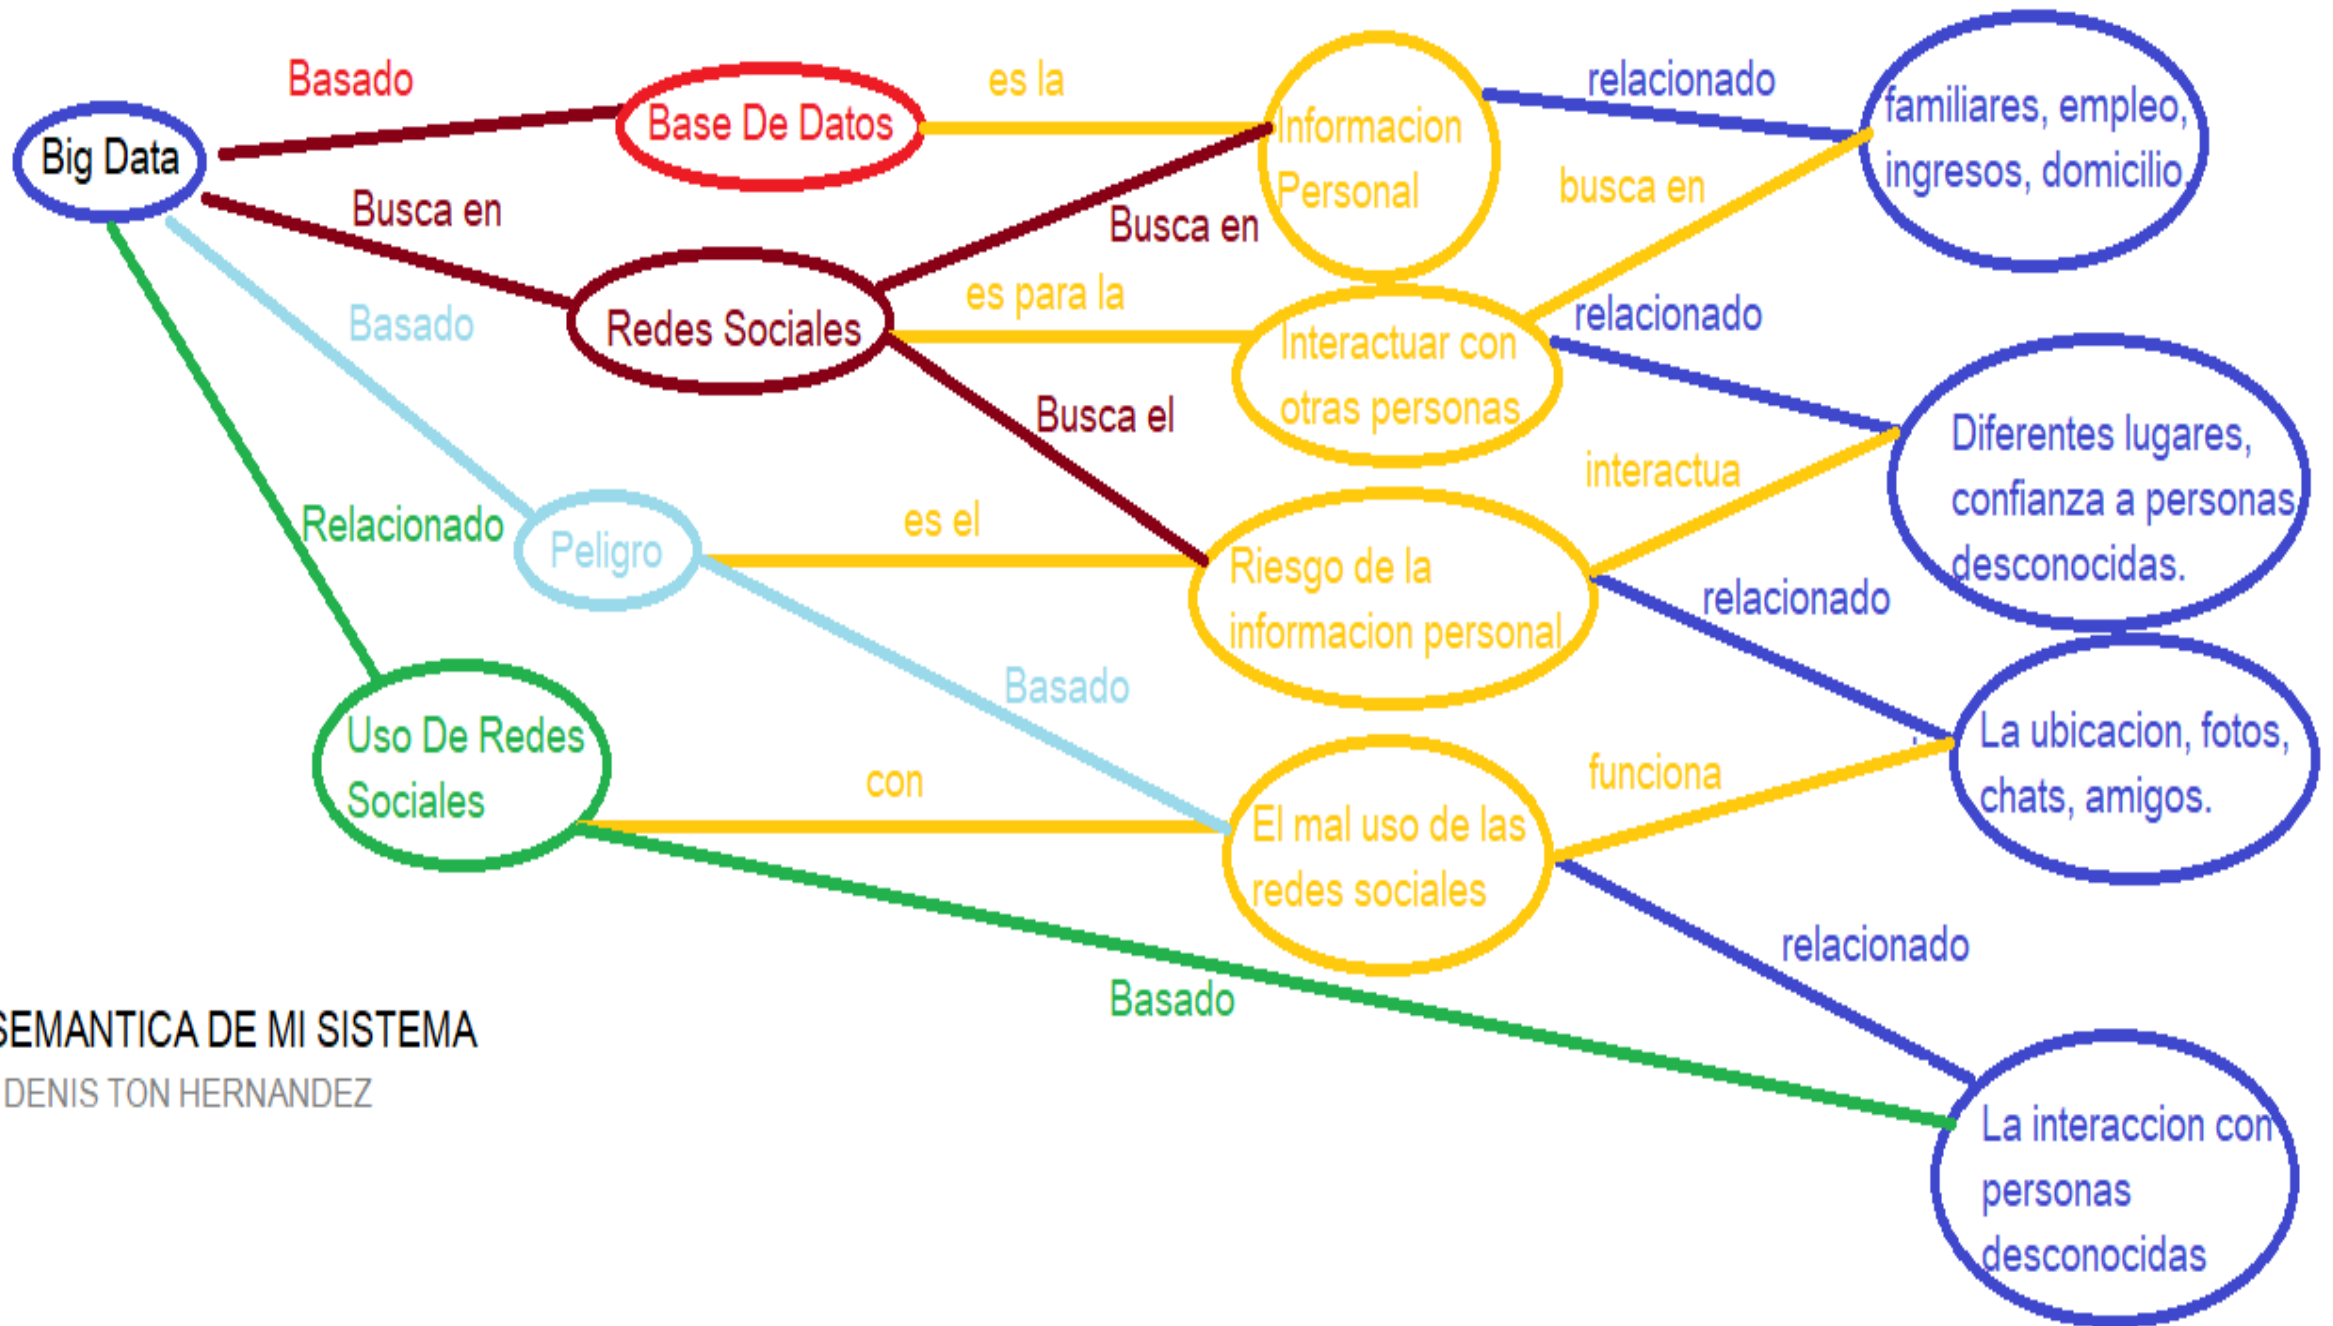 Basado
Base De Datos
es la
Informacion
Personal
relacionado
familiares, empleo,
ingresos, domicilio,
Big Data
Busca en
Busca en
busca en
Redes Sociales
es para la
Interactuar con
otras personas
relacionado
Basado
Busca el
interactua
Diferentes lugares,
confianza a personas
desconocidas.
Relacionado
Peligro
es el
Riesgo de la
informacion personal
relacionado
Basado
Uso De Redes
Sociales
con
El mal uso de las
redes sociales
funciona
La ubicacion, fotos,
chats, amigos.
relacionado
Basado
La interaccion con
personas
desconocidas
SEMANTICA DE MI SISTEMA
DENIS TON HERNANDEZ